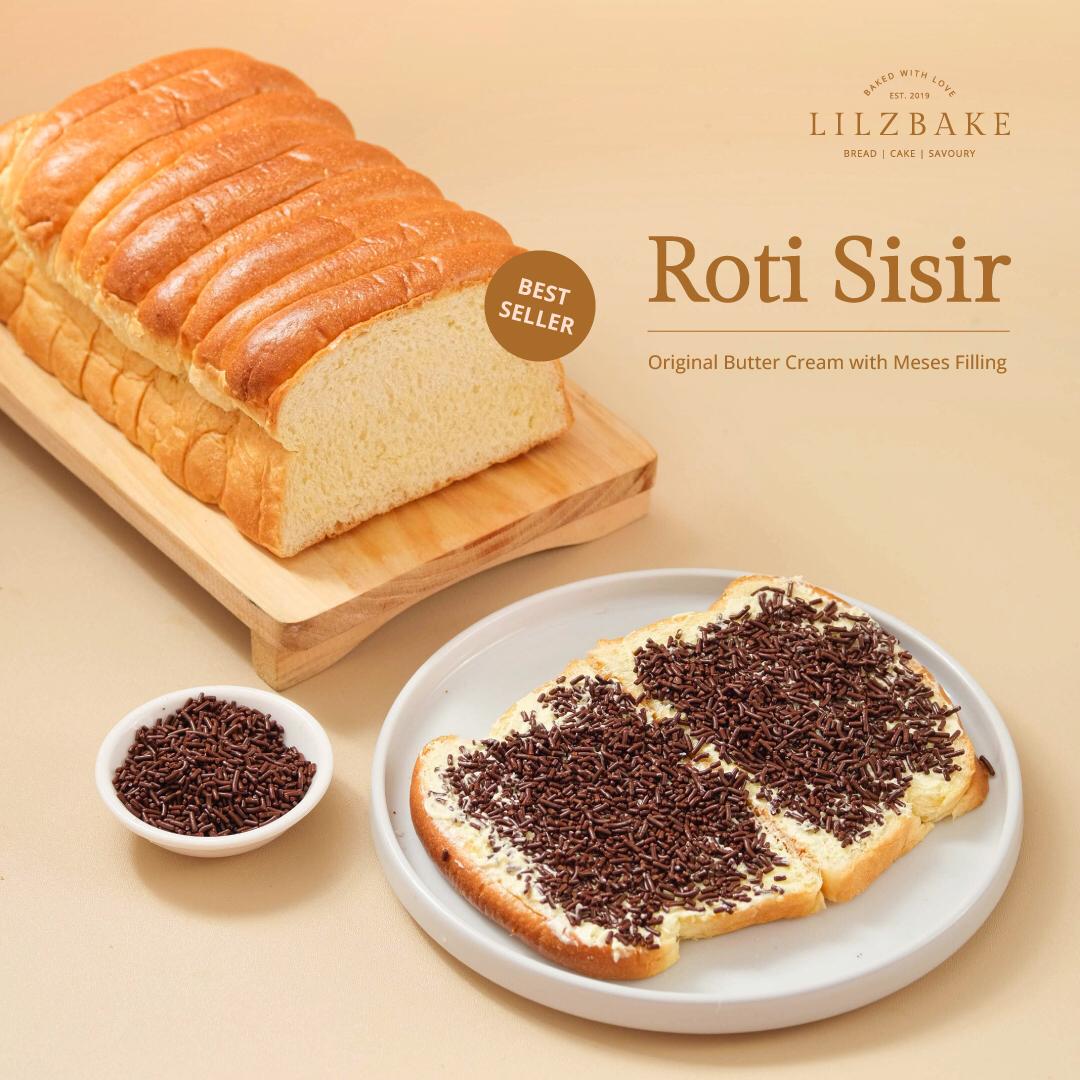 BAKED WITH LOVE
EST. 2019
LILZBAKE
BREAD | CAKE | SAVOURY
Roti Sisir
BEST
SELLER
Original Butter Cream with Meses Filling